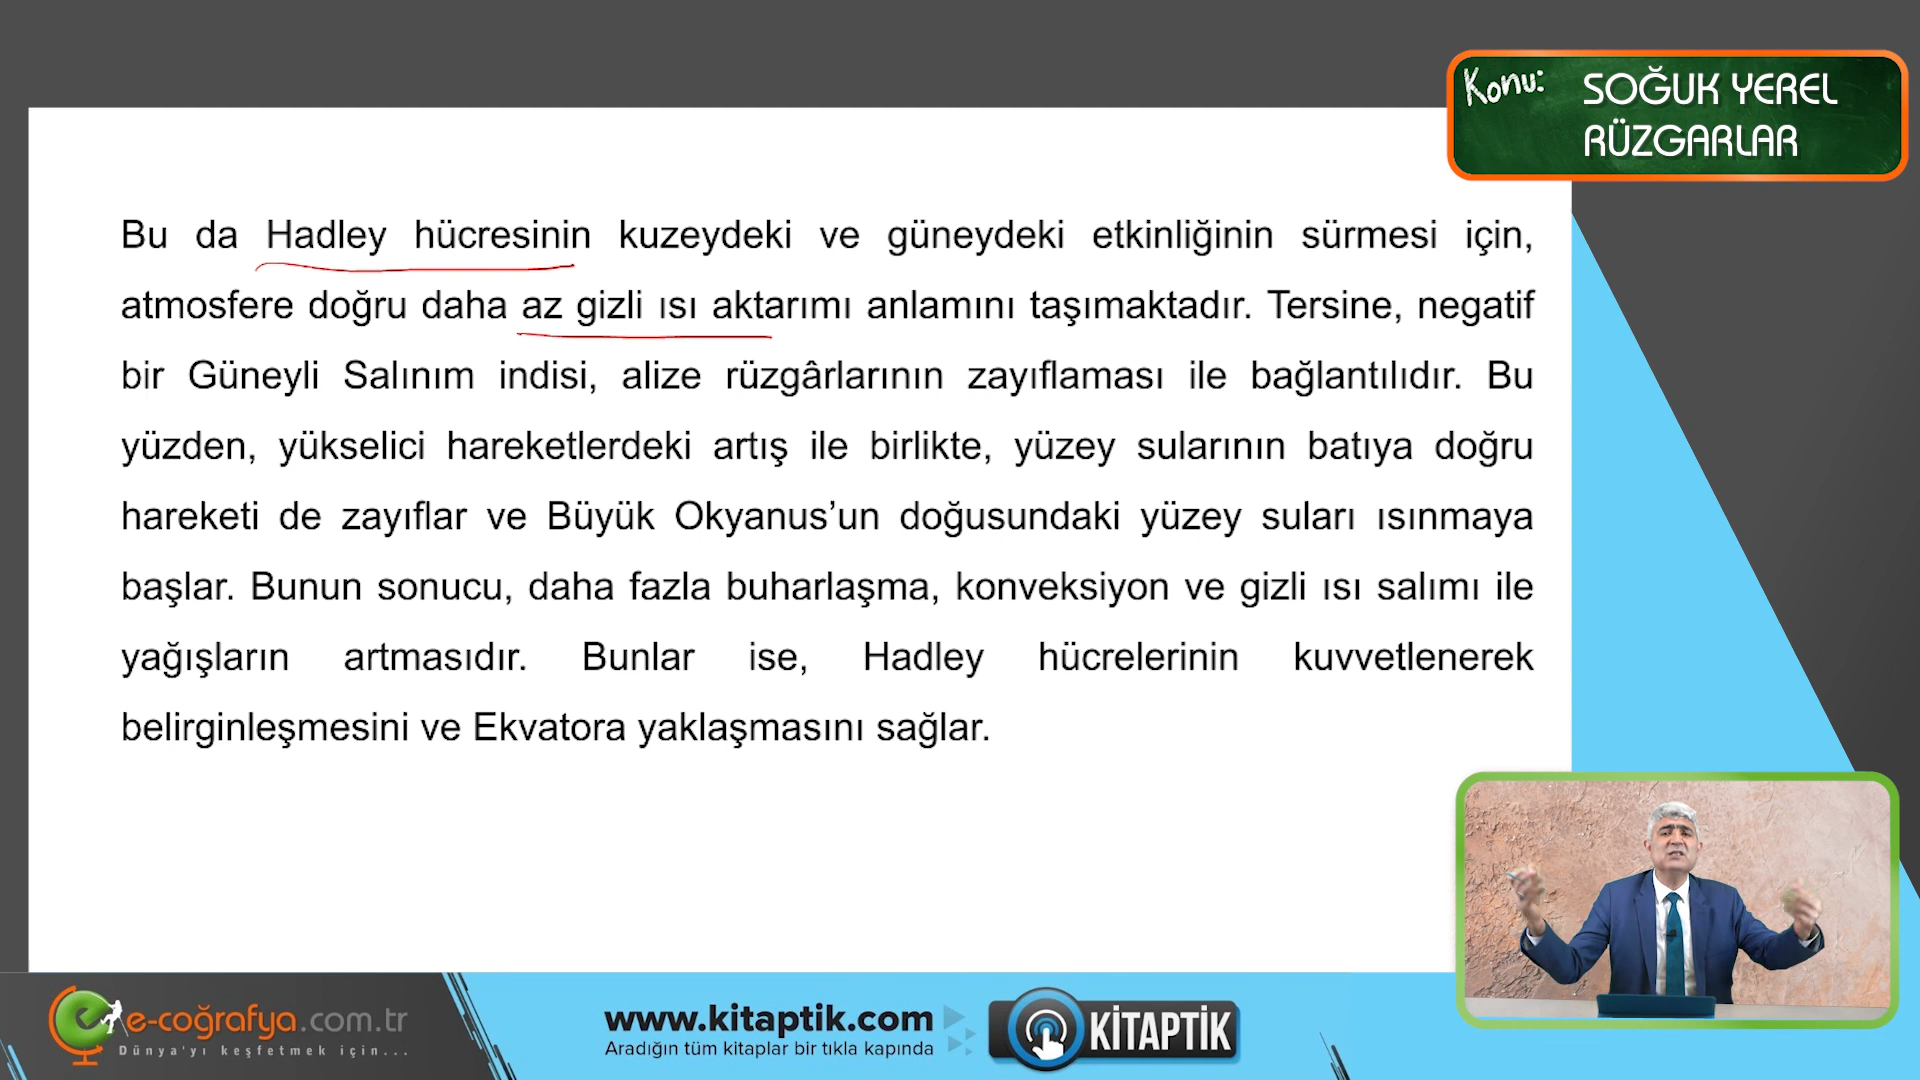 Konu:
SOĞUK YEREL
RÜZGARLAR
Bu da Hadley hücresinin kuzeydeki ve güneydeki etkinliğinin sürmesi için,
atmosfere doğru daha az gizli ısı aktarımı anlamını taşımaktadır. Tersine, negatif
bir Güneyli Salınım indisi, alize rüzgârlarının zayıflaması ile bağlantılıdır. Bu
yüzden, yükselici hareketlerdeki artış ile birlikte, yüzey sularının batıya doğru
hareketi de zayıflar ve Büyük Okyanus’un doğusundaki yüzey suları ısınmaya
başlar. Bunun sonucu, daha fazla buharlaşma, konveksiyon ve gizli ısı salımı ile
yağışların artmasıdır. Bunlar ise, Hadley hücrelerinin kuvvetlenerek
belirginleşmesini ve Ekvatora yaklaşmasını sağlar.
e-coğrafya.com.tr
Dünya'yı keşfetmek için...
www.kitaptik.com
Aradığın tüm kitaplar bir tıkla kapında
KİTAPTIK